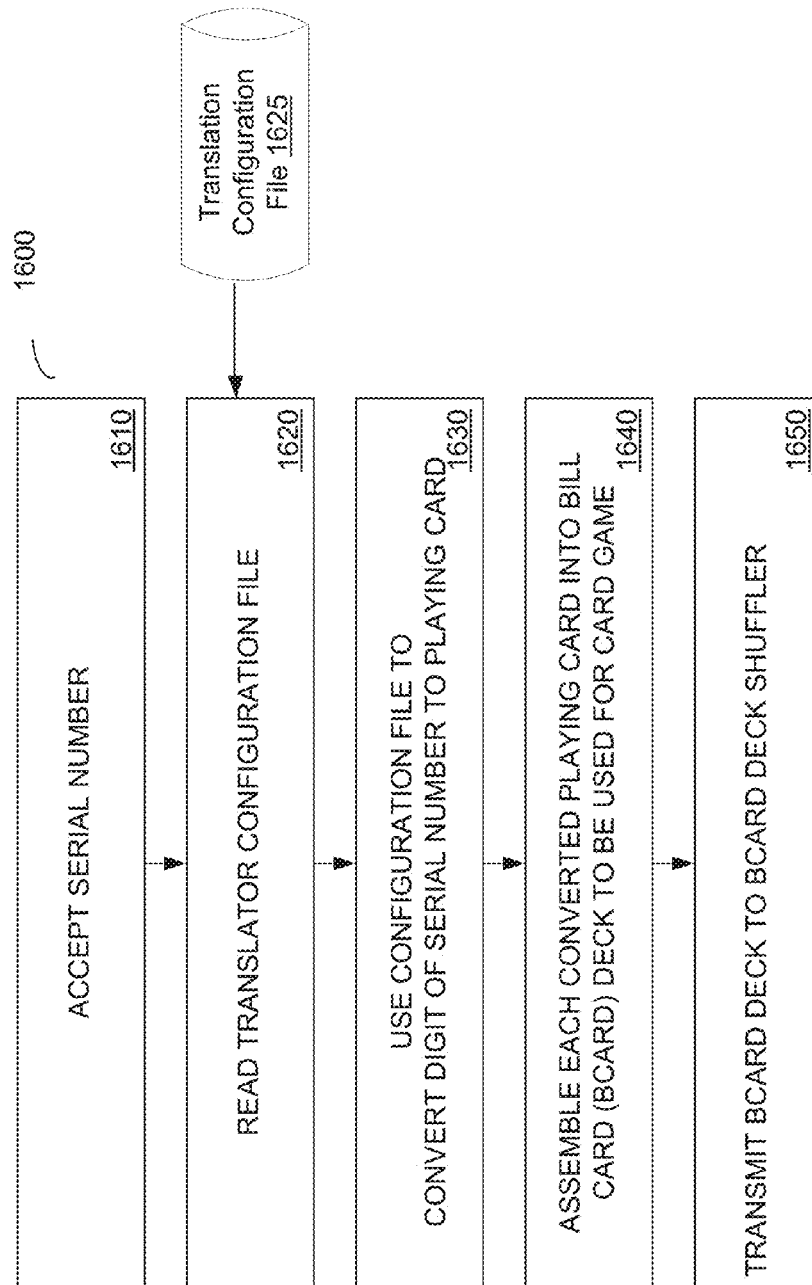 1600
ACCEPT SERIAL NUMBER
1610
READ TRANSLATOR CONFIGURATION FILE
1620
Translation
Configuration
File 1625
USE CONFIGURATION FILE TO
CONVERT DIGIT OF SERIAL NUMBER TO PLAYING CARD
1630
ASSEMBLE EACH CONVERTED PLAYING CARD INTO BILL
CARD (BCARD) DECK TO BE USED FOR CARD GAME
1640
TRANSMIT BCARD DECK TO BCARD DECK SHUFFLER
1650